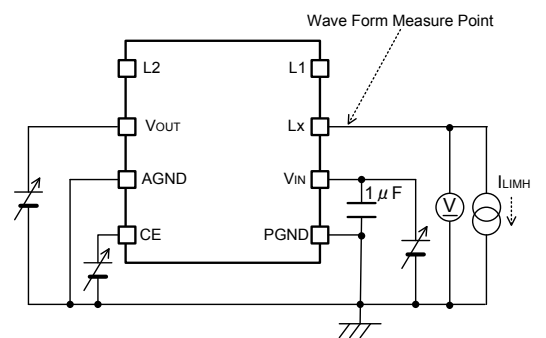 Wave Form Measure Point
L2
L1
VOUT
Lx
AGND
VIN
1μF
ILIMH
V
CE
PGND